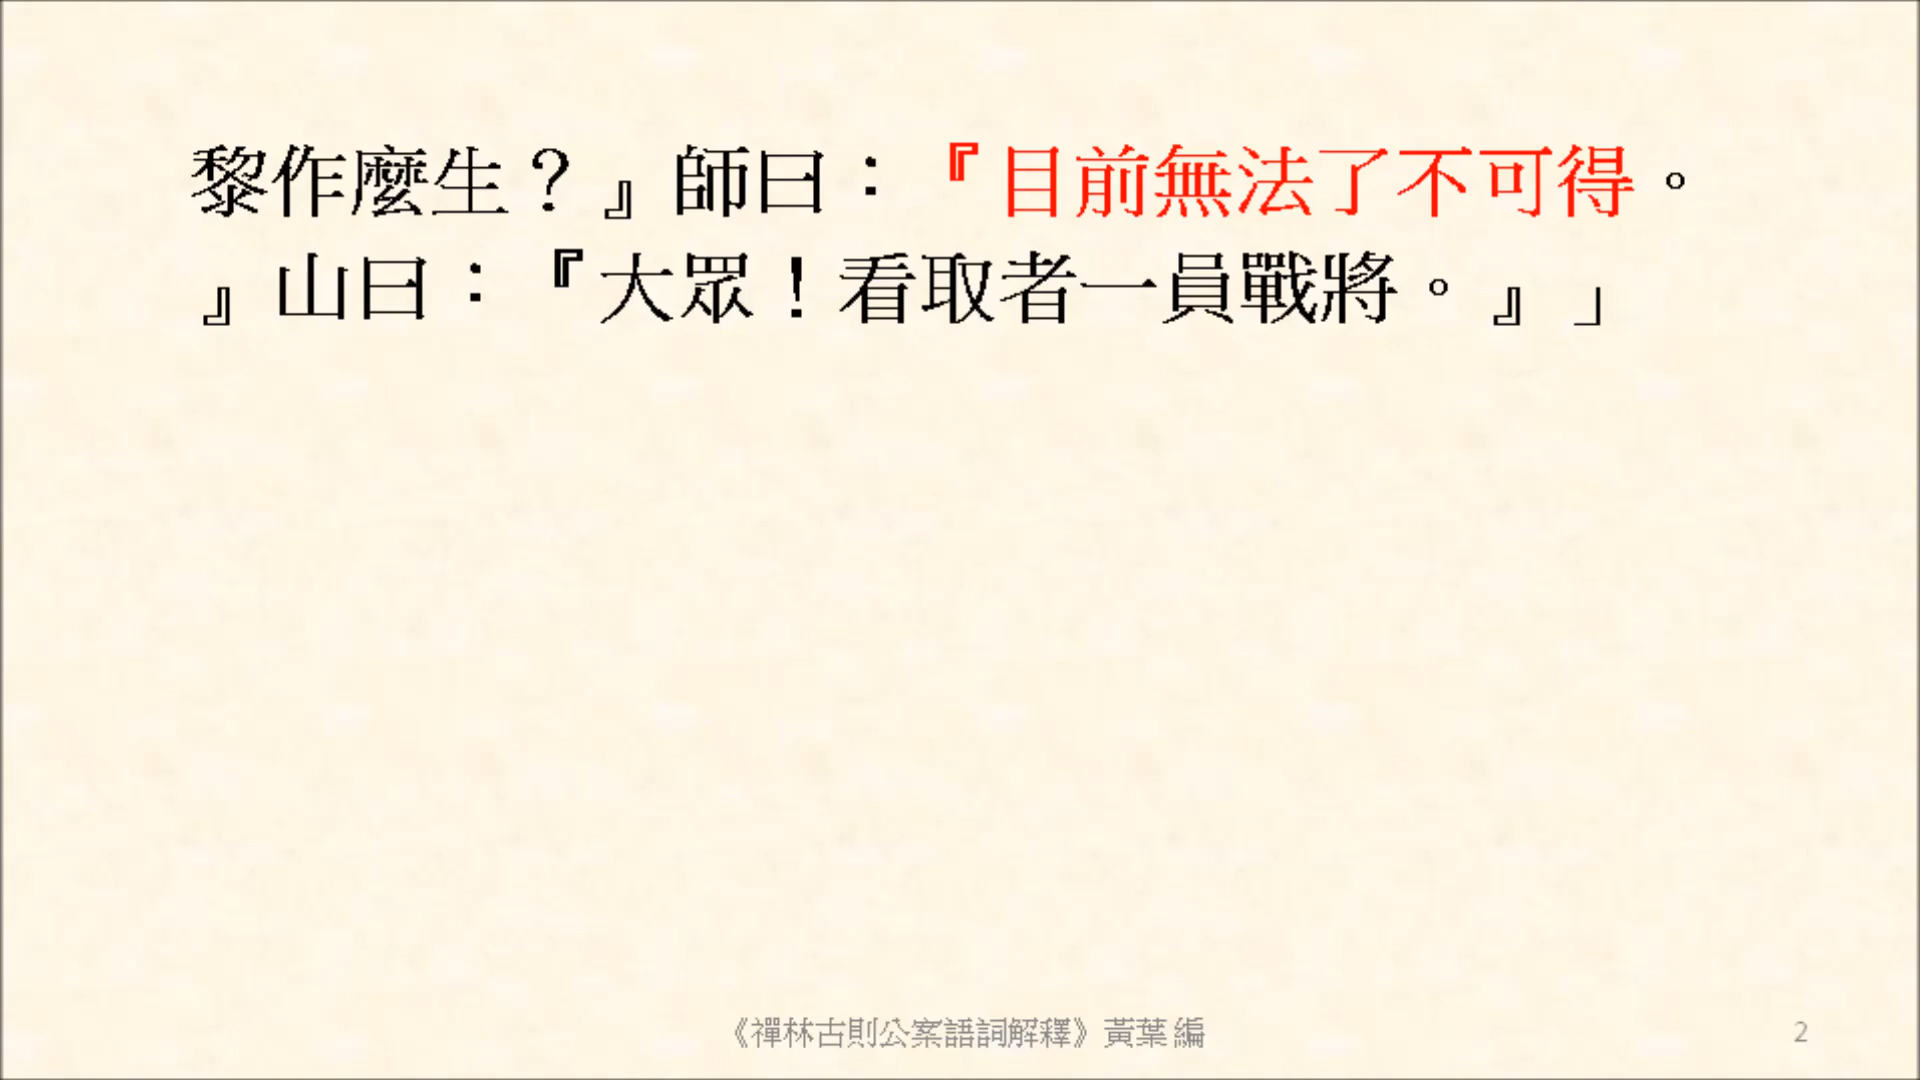 黎作麼生？』師曰：『目前無法了不可得。
』山曰：『大眾！看取者一員戰將。』」
《禪林古則公案語詞解釋》黃葉 編
2